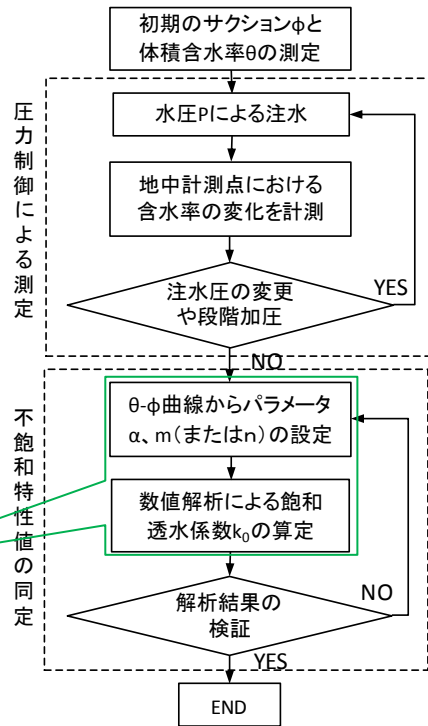 初期のサクションφと
体積含水率θの測定
圧力制御による測定
水圧Pによる注水
地中計測点における
含水率の変化を計測
注水圧の変更
や段階加圧
YES
NO
不飽和特性値の同定
θ-φ曲線からパラメータ
α、m(またはn)の設定
数値解析による飽和
透水係数k₀の算定
解析結果の
検証
NO
YES
END